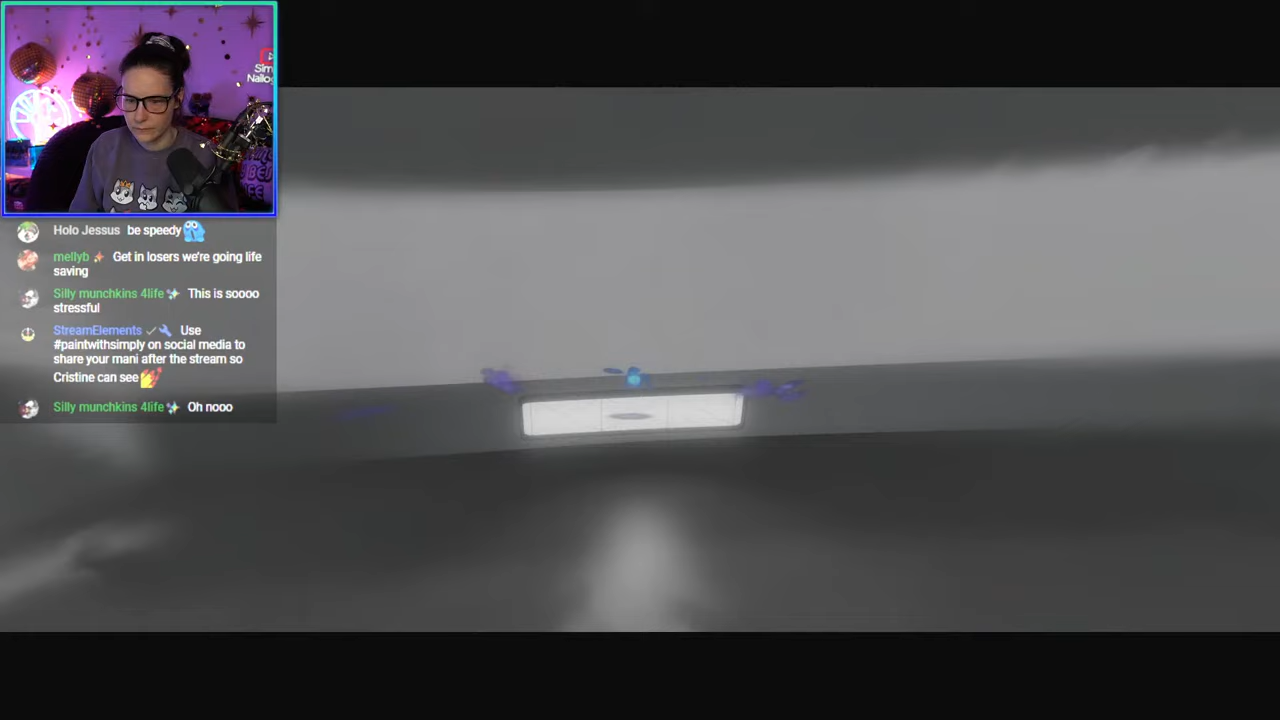 Sim
Nailo
Holo Jessus be speedy
mellyb Get in losers we're going life
saving
Silly munchkins 4life This is soooo
stressful
StreamElements Use
#paintwithsimply on social media to
share your mani after the stream so
Cristine can see
Silly munchkins 4life Oh nooo